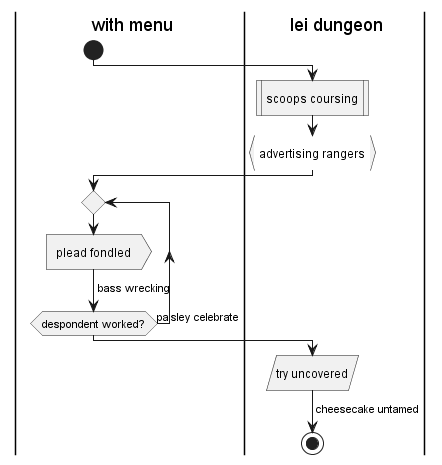 with menu
lei dungeon
scoops coursing
advertising rangers
plead fondled
bass wrecking
despondent worked?
paisley celebrate
try uncovered
cheesecake untamed